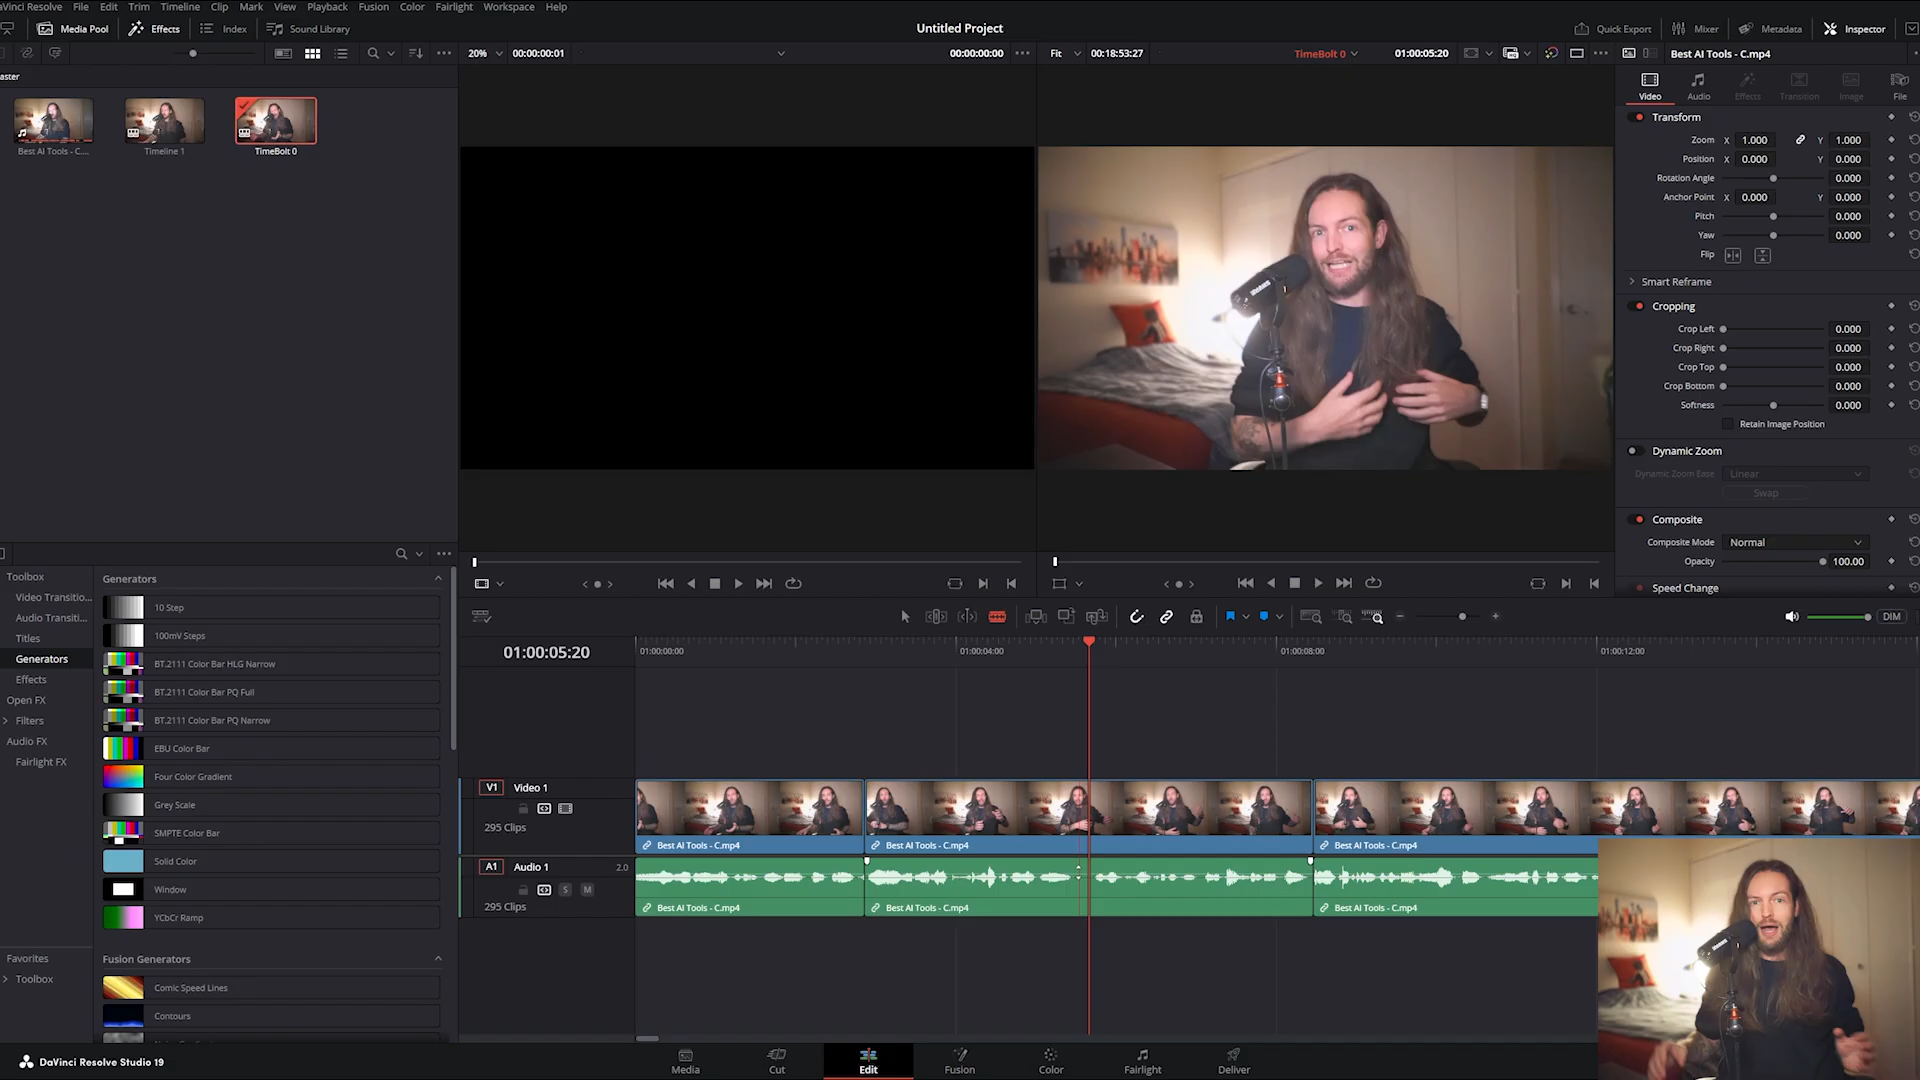 DaVinci Resolve File Edit Trim Timeline Clip Mark View Playback Fusion Color Fairlight Workspace Help
Media Pool Effects Index Sound Library Untitled Project Quick Export Mixer Metadata Inspector
20% 00:00:00:01 00:00:00:00 Fit 00:18:53:27 TimeBolt 0 01:00:05:20 Best AI Tools - C.mp4
aster
Best AI Tools - C... Timeline 1 TimeBolt 0
Video Audio Effects Transition Image File
Transform
Zoom X 1.000 Y 1.000
Position X 0.000 Y 0.000
Rotation Angle 0.000
Anchor Point X 0.000 Y 0.000
Pitch 0.000
Yaw 0.000
Flip
Smart Reframe
Cropping
Crop Left 0.000
Crop Right 0.000
Crop Top 0.000
Crop Bottom 0.000
Softness 0.000
Retain Image Position
Dynamic Zoom
Dynamic Zoom Ease Linear
Swap
Composite
Composite Mode Normal
Opacity 100.00
Speed Change
Toolbox
Video Transitio...
Audio Transiti...
Titles
Generators
Effects
Open FX
Filters
Audio FX
Fairlight FX
Favorites
Toolbox
Generators
10 Step
100mV Steps
BT.2111 Color Bar HLG Narrow
BT.2111 Color Bar PQ Full
BT.2111 Color Bar PQ Narrow
EBU Color Bar
Four Color Gradient
Grey Scale
SMPTE Color Bar
Solid Color
Window
YCbCr Ramp
Fusion Generators
Comic Speed Lines
Contours
DIM
01:00:05:20 01:00:00:00 01:00:04:00 01:00:08:00 01:00:12:00
V1 Video 1
295 Clips
Best AI Tools - C.mp4 Best AI Tools - C.mp4 Best AI Tools - C.mp4
A1 Audio 1 2.0
S M
295 Clips
Best AI Tools - C.mp4 Best AI Tools - C.mp4 Best AI Tools - C.mp4
DaVinci Resolve Studio 19
Media Cut Edit Fusion Color Fairlight Deliver